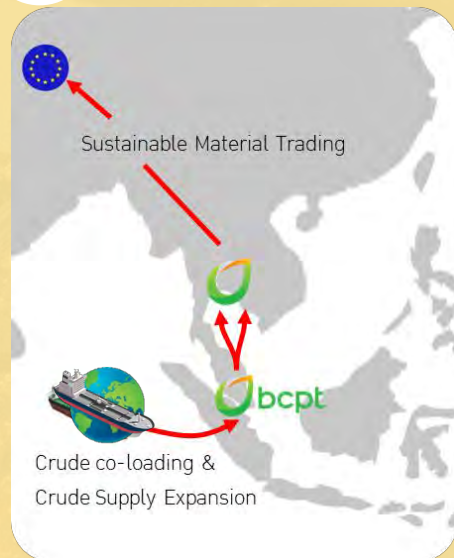 Sustainable Material Trading
bcpt
Crude co-loading &
Crude Supply Expansion